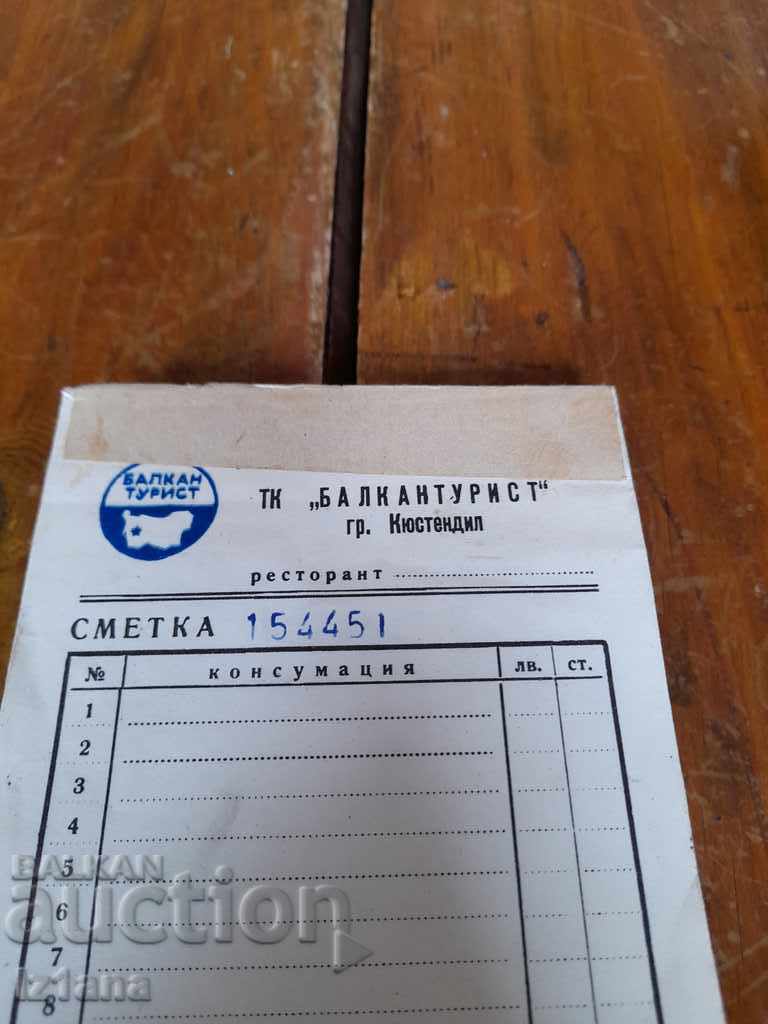 БАЛКАН
ТУРИСТ
ТК „БАЛКАНТУРИСТ"
гр. Кюстендил
ресторант
СМЕТКА 154451
№ консумация лв. ст.
1
2
3
4
5
6
7
8
BALKAN
auction
iz1ana